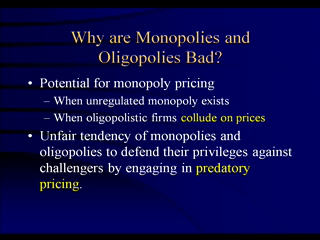 Why are Monopolies and
Oligopolies Bad?
• Potential for monopoly pricing
– When unregulated monopoly exists
– When oligopolistic firms collude on prices
• Unfair tendency of monopolies and
oligopolies to defend their privileges against
challengers by engaging in predatory
pricing.